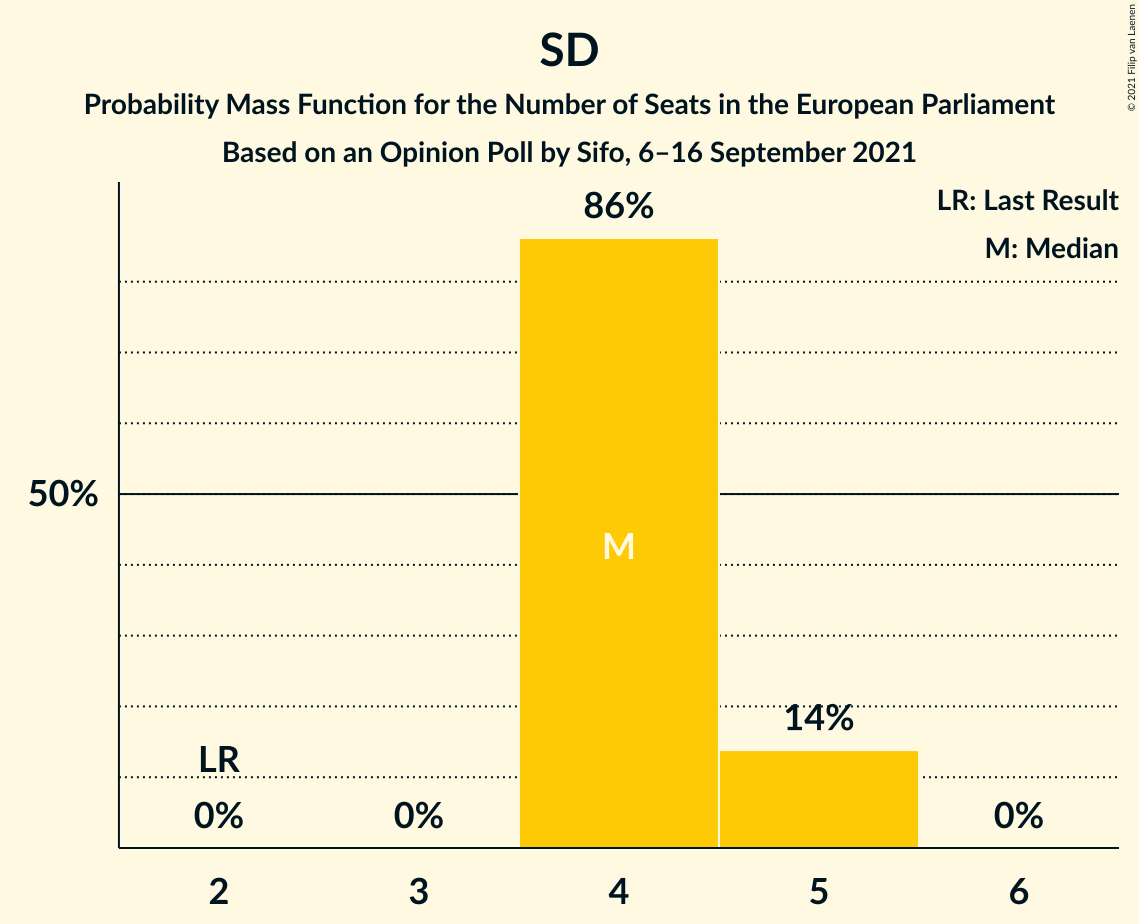 SD
Probability Mass Function for the Number of Seats in the European Parliament
Based on an Opinion Poll by Sifo, 6–16 September 2021
© 2021 Filip van Laenen
LR: Last Result
M: Median
86%
50%
M
14%
LR
0%
0%
0%
2
3
4
5
6